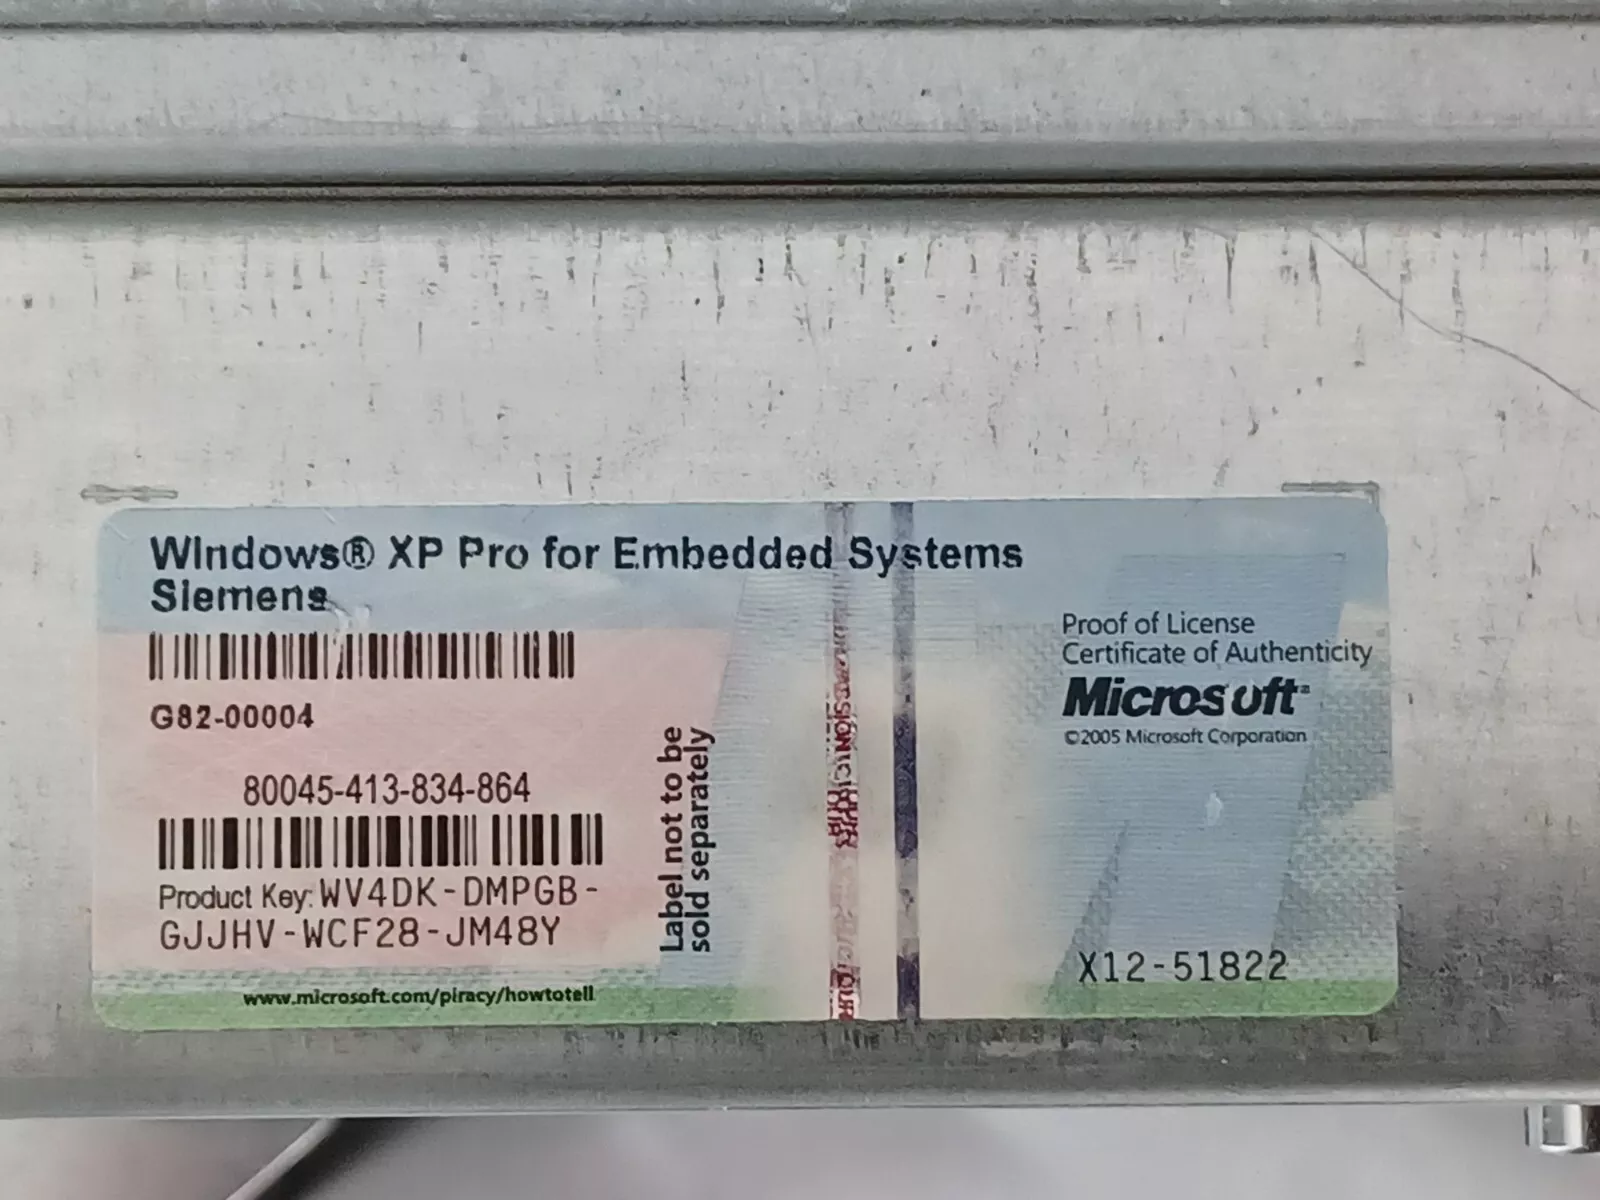 Windows® XP Pro for Embedded Systems
Siemens
G82-00004
80045-413-834-864
Product Key: WV4DK-DMPGB-
GJJHV-WCF28-JM48Y
www.microsoft.com/piracy/howtotell
Label not to be
sold separately
Proof of License
Certificate of Authenticity
Microsoft
©2005 Microsoft Corporation
X12-51822